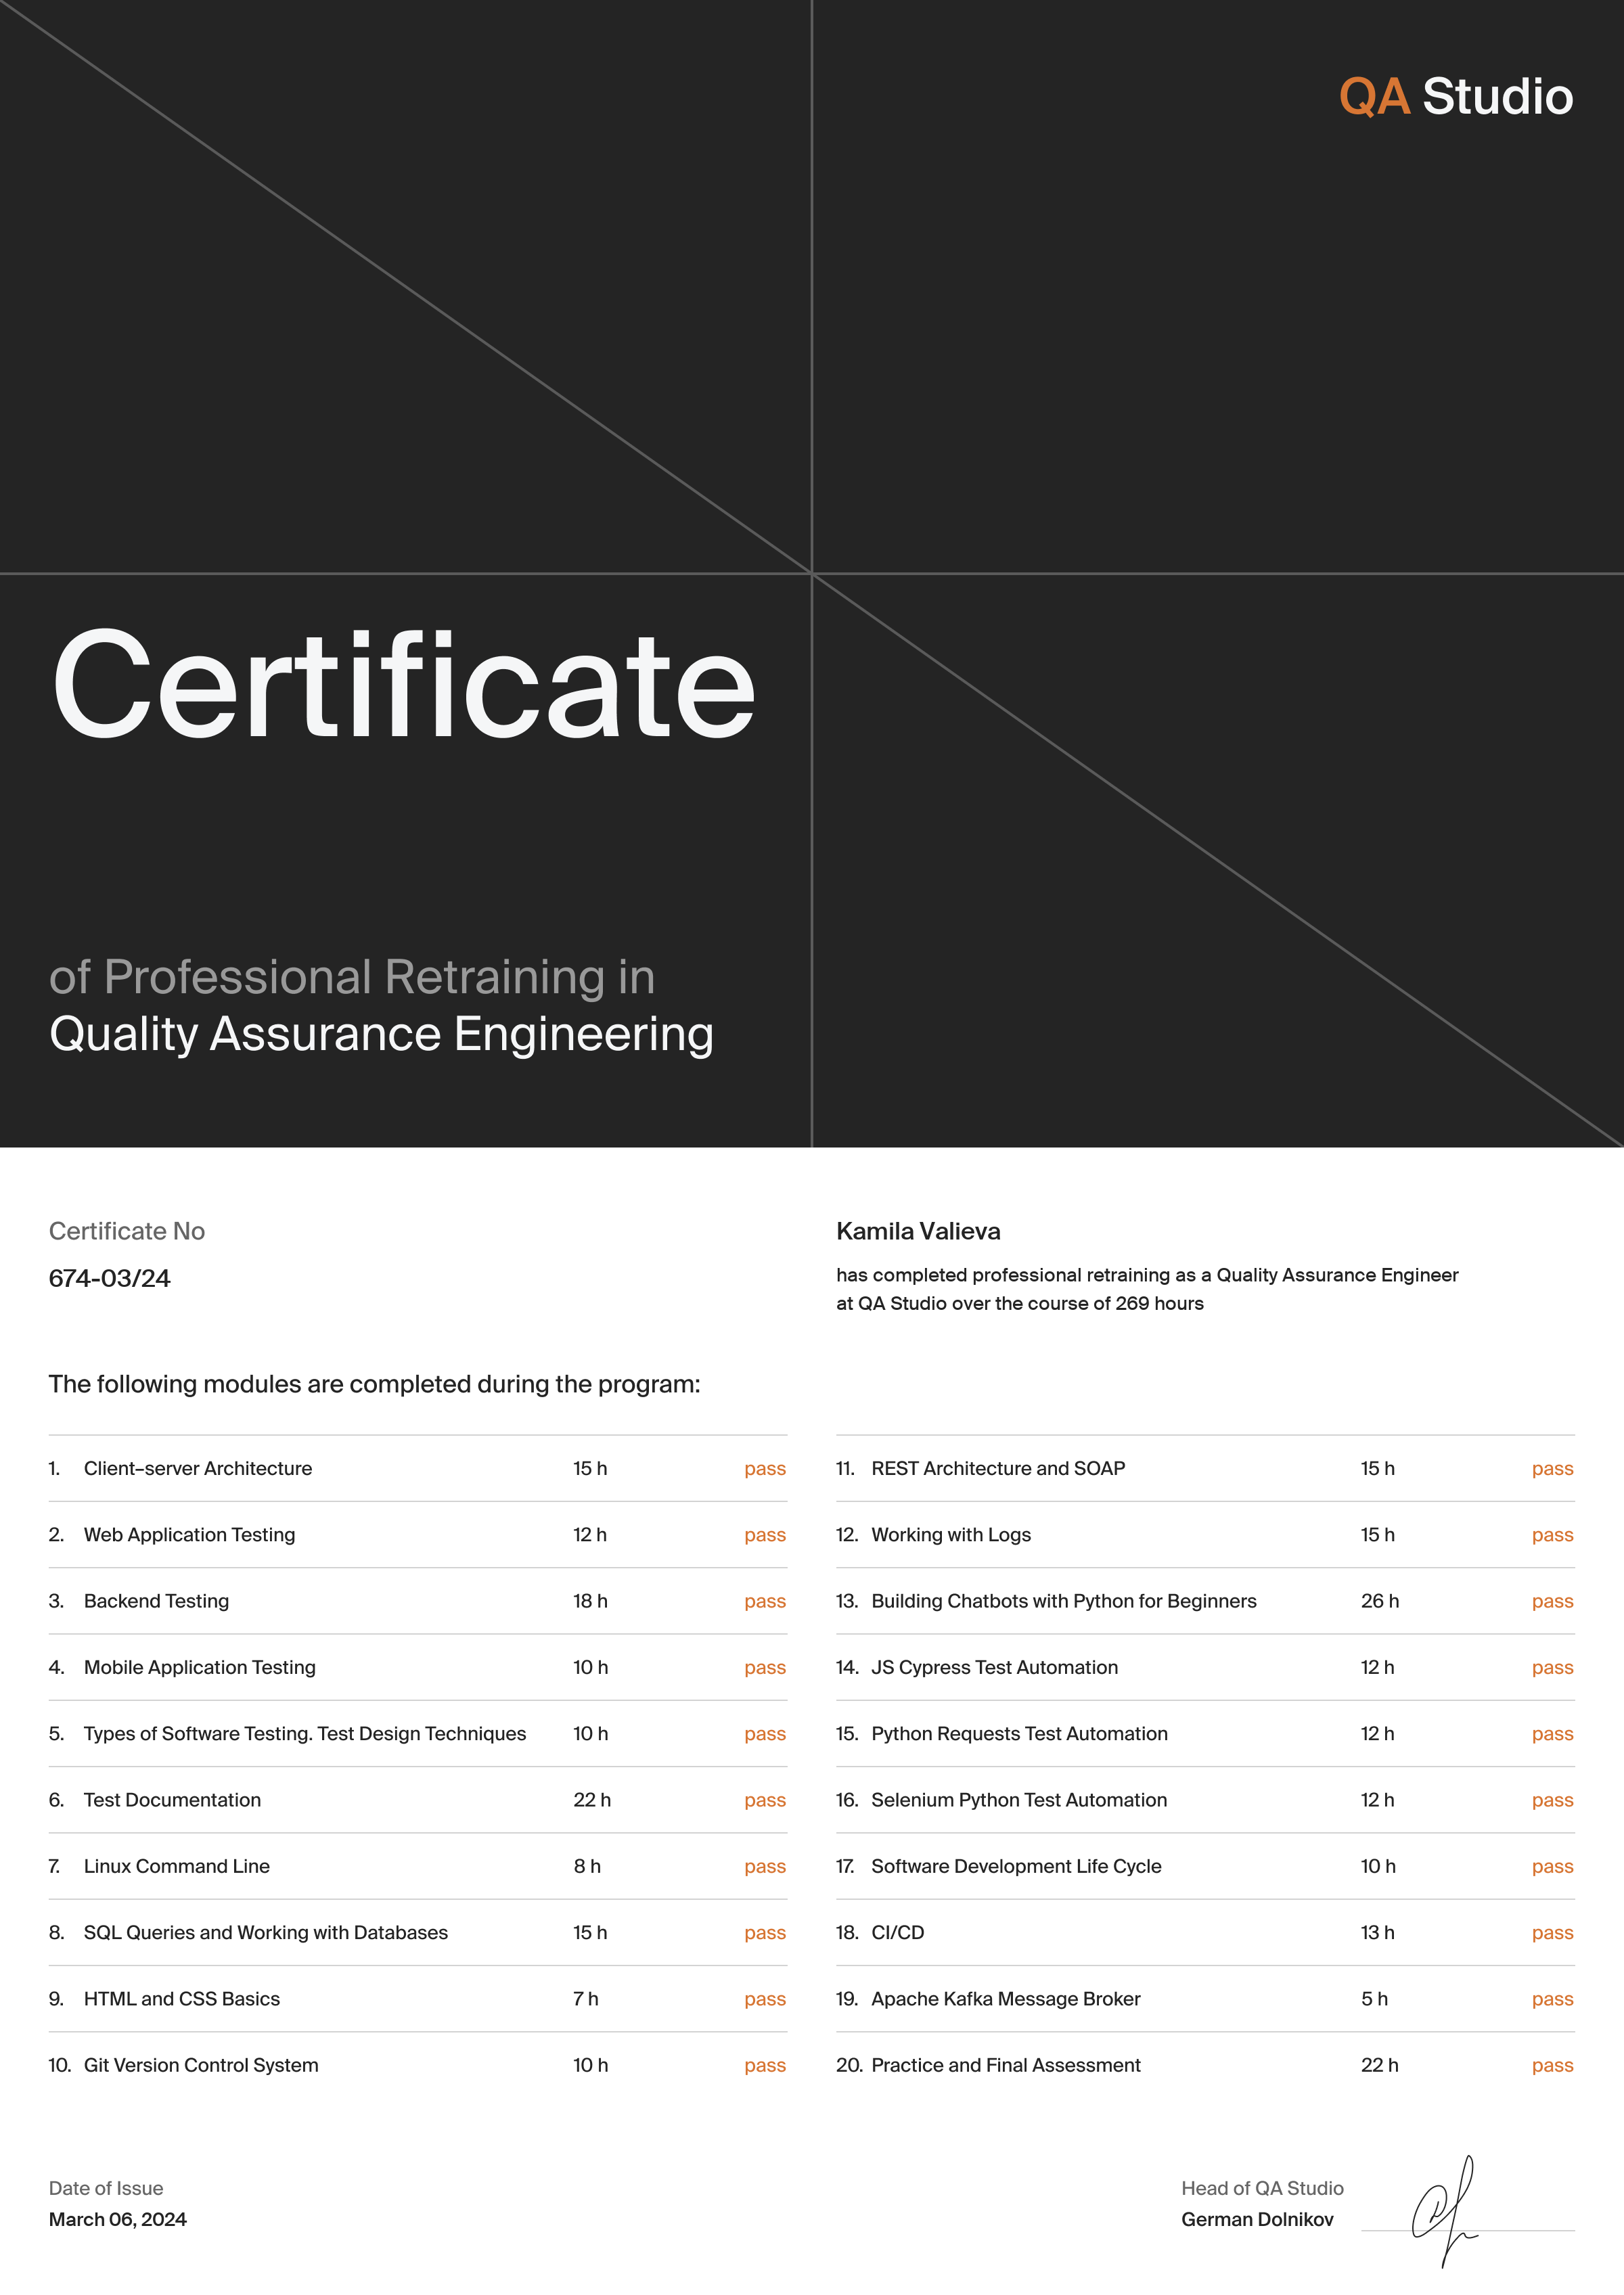 QA Studio
Certificate
of Professional Retraining in
Quality Assurance Engineering
Certificate No
674-03/24
Kamila Valieva
has completed professional retraining as a Quality Assurance Engineer
at QA Studio over the course of 269 hours
The following modules are completed during the program:
1. Client–server Architecture 15 h pass
2. Web Application Testing 12 h pass
3. Backend Testing 18 h pass
4. Mobile Application Testing 10 h pass
5. Types of Software Testing. Test Design Techniques 10 h pass
6. Test Documentation 22 h pass
7. Linux Command Line 8 h pass
8. SQL Queries and Working with Databases 15 h pass
9. HTML and CSS Basics 7 h pass
10. Git Version Control System 10 h pass
11. REST Architecture and SOAP 15 h pass
12. Working with Logs 15 h pass
13. Building Chatbots with Python for Beginners 26 h pass
14. JS Cypress Test Automation 12 h pass
15. Python Requests Test Automation 12 h pass
16. Selenium Python Test Automation 12 h pass
17. Software Development Life Cycle 10 h pass
18. CI/CD 13 h pass
19. Apache Kafka Message Broker 5 h pass
20. Practice and Final Assessment 22 h pass
Date of Issue
March 06, 2024
Head of QA Studio
German Dolnikov